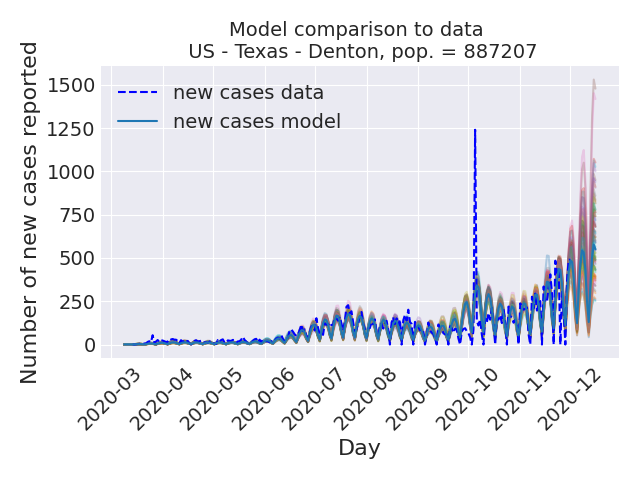 Model comparison to data
US - Texas - Denton, pop. = 887207
Number of new cases reported
1500
1250
1000
750
500
250
0
new cases data
new cases model
2020-03
2020-04
2020-05
2020-06
2020-07
2020-08
2020-09
2020-10
2020-11
2020-12
Day